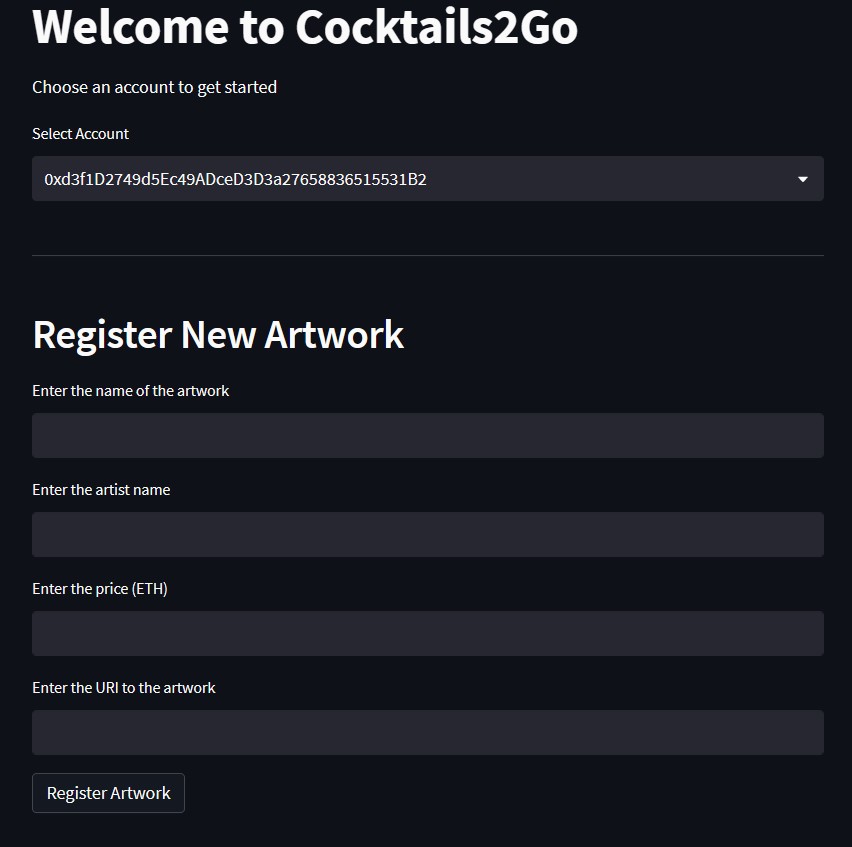 Welcome to Cocktails2Go
Choose an account to get started
Select Account
0xd3f1D2749d5Ec49ADceD3D3a27658836515531B2
Register New Artwork
Enter the name of the artwork
Enter the artist name
Enter the price (ETH)
Enter the URI to the artwork
Register Artwork